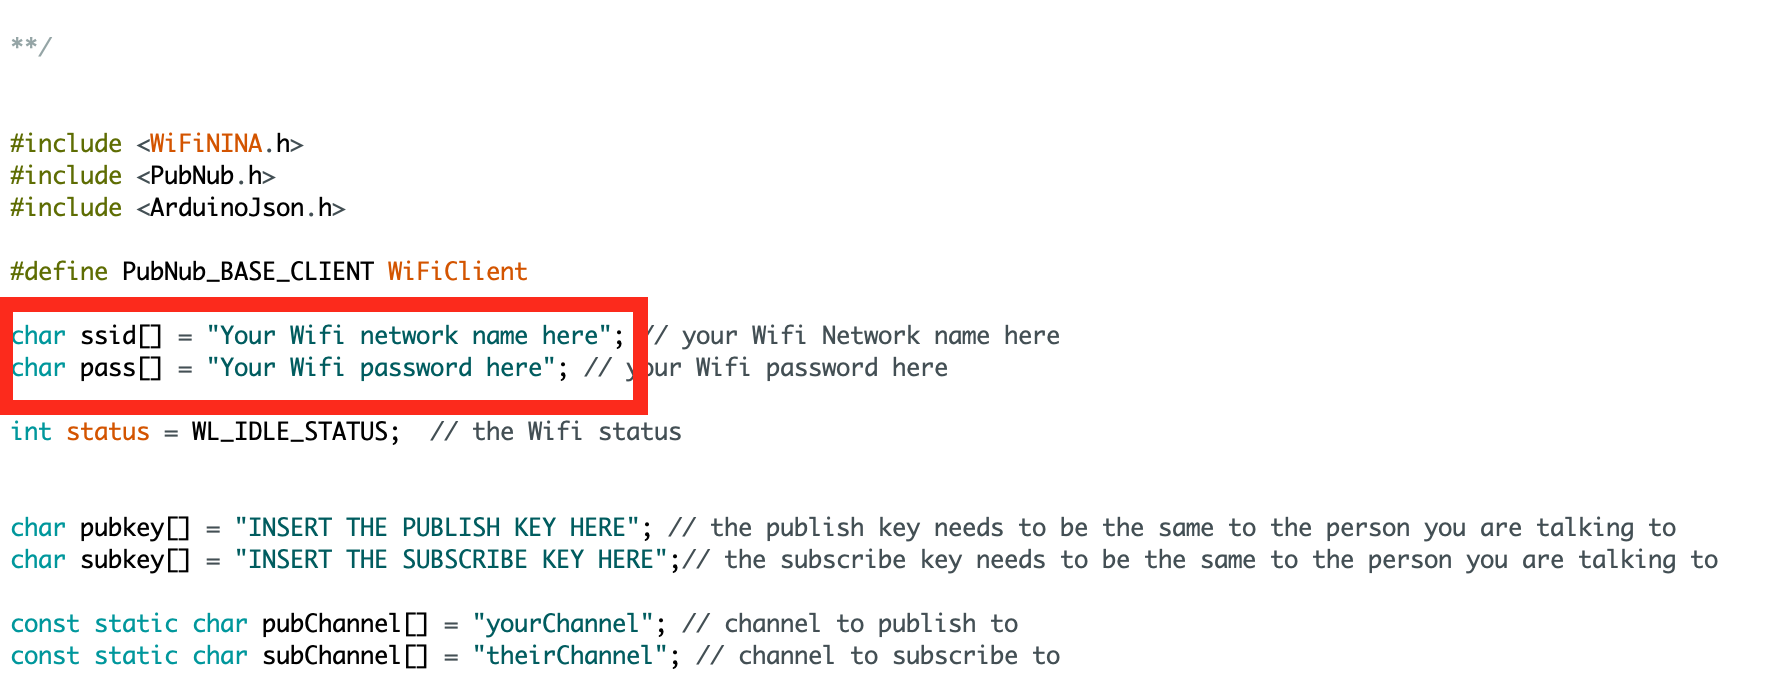 **/
#include <WiFiNINA.h>
#include <PubNub.h>
#include <ArduinoJson.h>
#define PubNub_BASE_CLIENT WiFiClient
char ssid[] = "Your Wifi network name here"; // your Wifi Network name here
char pass[] = "Your Wifi password here"; // your Wifi password here
int status = WL_IDLE_STATUS;  // the Wifi status
char pubkey[] = "INSERT THE PUBLISH KEY HERE"; // the publish key needs to be the same to the person you are talking to
char subkey[] = "INSERT THE SUBSCRIBE KEY HERE";// the subscribe key needs to be the same to the person you are talking to
const static char pubChannel[] = "yourChannel"; // channel to publish to
const static char subChannel[] = "theirChannel"; // channel to subscribe to